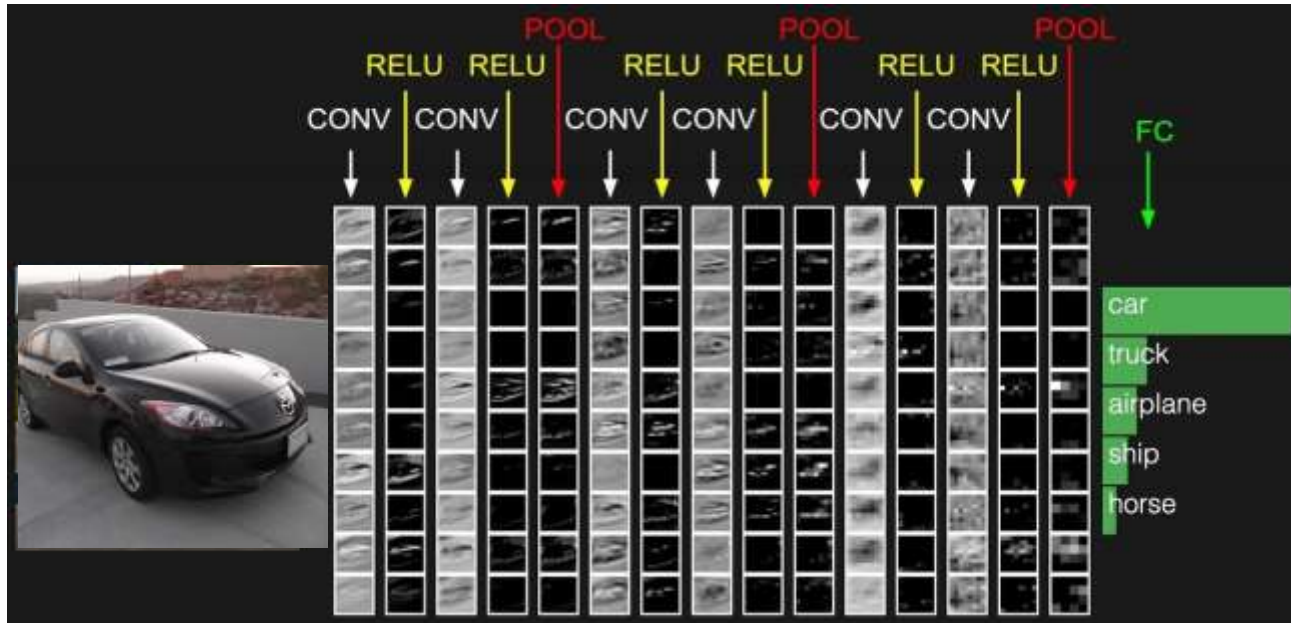 POOL POOL POOL
RELU RELU RELU RELU RELU RELU
CONV CONV CONV CONV CONV CONV
FC
car
truck
airplane
ship
horse